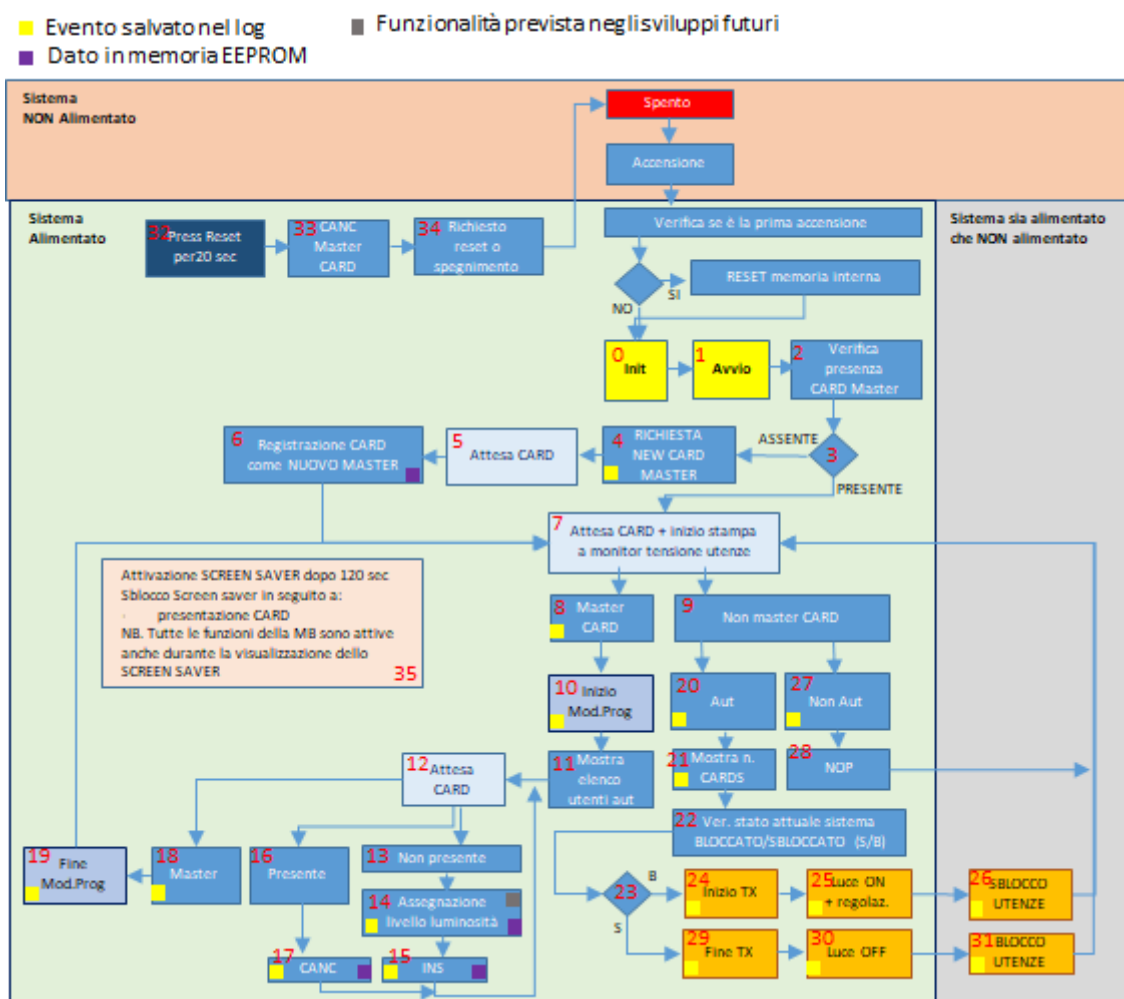 Evento salvato nel log
Funzionalità prevista negli sviluppi futuri
Dato in memoria EEPROM
Sistema
NON Alimentato
Spento
Accensione
Sistema
Alimentato
Sistema sia alimentato
che NON alimentato
32 Press Reset
per20 sec
33 CANC
Master
CARD
34 Richiesto
reset o
spegnimento
Verifica se è la prima accensione
RESET memoria interna
SI
NO
0 Init
1 Avvio
2 Verifica
presenza
CARD Master
3
ASSENTE
PRESENTE
4 RICHIESTA
NEW CARD
MASTER
5 Attesa CARD
6 Registrazione CARD
come NUOVO MASTER
7 Attesa CARD + inizio stampa
a monitor tensione utenze
Attivazione SCREEN SAVER dopo 120 sec
Sblocco Screen saver in seguito a:
· presentazione CARD
NB. Tutte le funzioni della MB sono attive
anche durante la visualizzazione dello
SCREEN SAVER
35
8 Master
CARD
9 Non master CARD
10 Inizio
Mod.Prog
20 Aut
27 Non Aut
11 Mostra
elenco
utenti aut
12 Attesa
CARD
21 Mostra n.
CARDS
28 NOP
22 Ver. stato attuale sistema
BLOCCATO/SBLOCCATO (S/B)
19 Fine
Mod.Prog
18 Master
16 Presente
13 Non presente
14 Assegnazione
livello luminosità
17 CANC
15 INS
23
B
S
24 Inizio TX
25 Luce ON
+ regolaz.
26 SBLOCCO
UTENZE
29 Fine TX
30 Luce OFF
31 BLOCCO
UTENZE